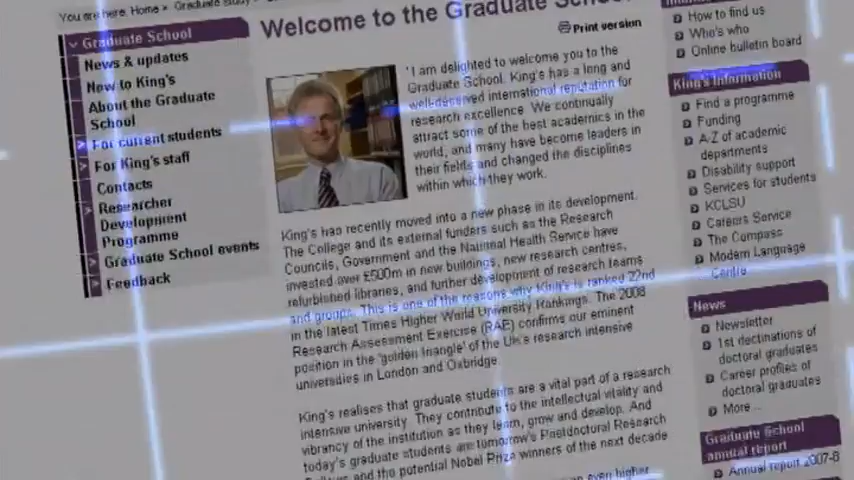 You are here: Home > Graduate study >
Graduate School
News & updates
New to King's
About the Graduate
School
For current students
For King's staff
Contacts
Researcher
Development
Programme
Graduate School events
Feedback
Welcome to the Graduate School
Print version
'I am delighted to welcome you to the
Graduate School. King's has a long and
well-deserved international reputation for
research excellence. We continually
attract some of the best academics in the
world, and many have become leaders in
their fields and changed the disciplines
within which they work.
King's has recently moved into a new phase in its development.
The College and its external funders such as the Research
Councils, Government and the National Health Service have
invested over £500m in new buildings, new research centres,
refurbished libraries, and further development of research teams
and groups. This is one of the reasons why King's is ranked 22nd
in the latest Times Higher World University Rankings. The 2008
Research Assessment Exercise (RAE) confirms our eminent
position in the 'golden triangle' of the UK's research intensive
universities in London and Oxbridge.
King's realises that graduate students are a vital part of a research
intensive university. They contribute to the intellectual vitality and
vibrancy of the institution as they learn, grow and develop. And
today's graduate students are tomorrow's Postdoctoral Research
and the potential Nobel Prize winners of the next decade
an even higher
How to find us
Who's who
Online bulletin board
King's Information
Find a programme
Funding
A-Z of academic
departments
Disability support
Services for students
KCLSU
Careers Service
The Compass
Modern Language
Centre
News
Newsletter
1st destinations of
doctoral graduates
Career profiles of
doctoral graduates
More...
Graduate School
annual report
Annual report 2007-8